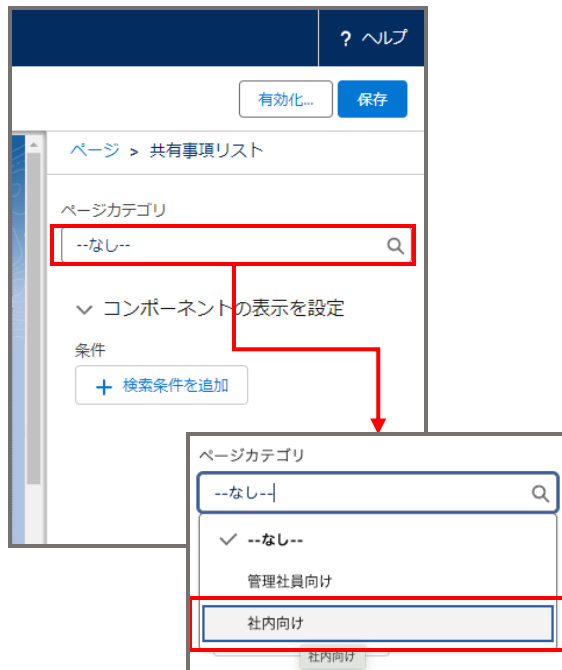 ? ヘルプ
有効化... 保存
ページ > 共有事項リスト
ページカテゴリ
--なし--
コンポーネントの表示を設定
条件
+ 検索条件を追加
ページカテゴリ
--なし--
--なし--
管理社員向け
社内向け
社内向け